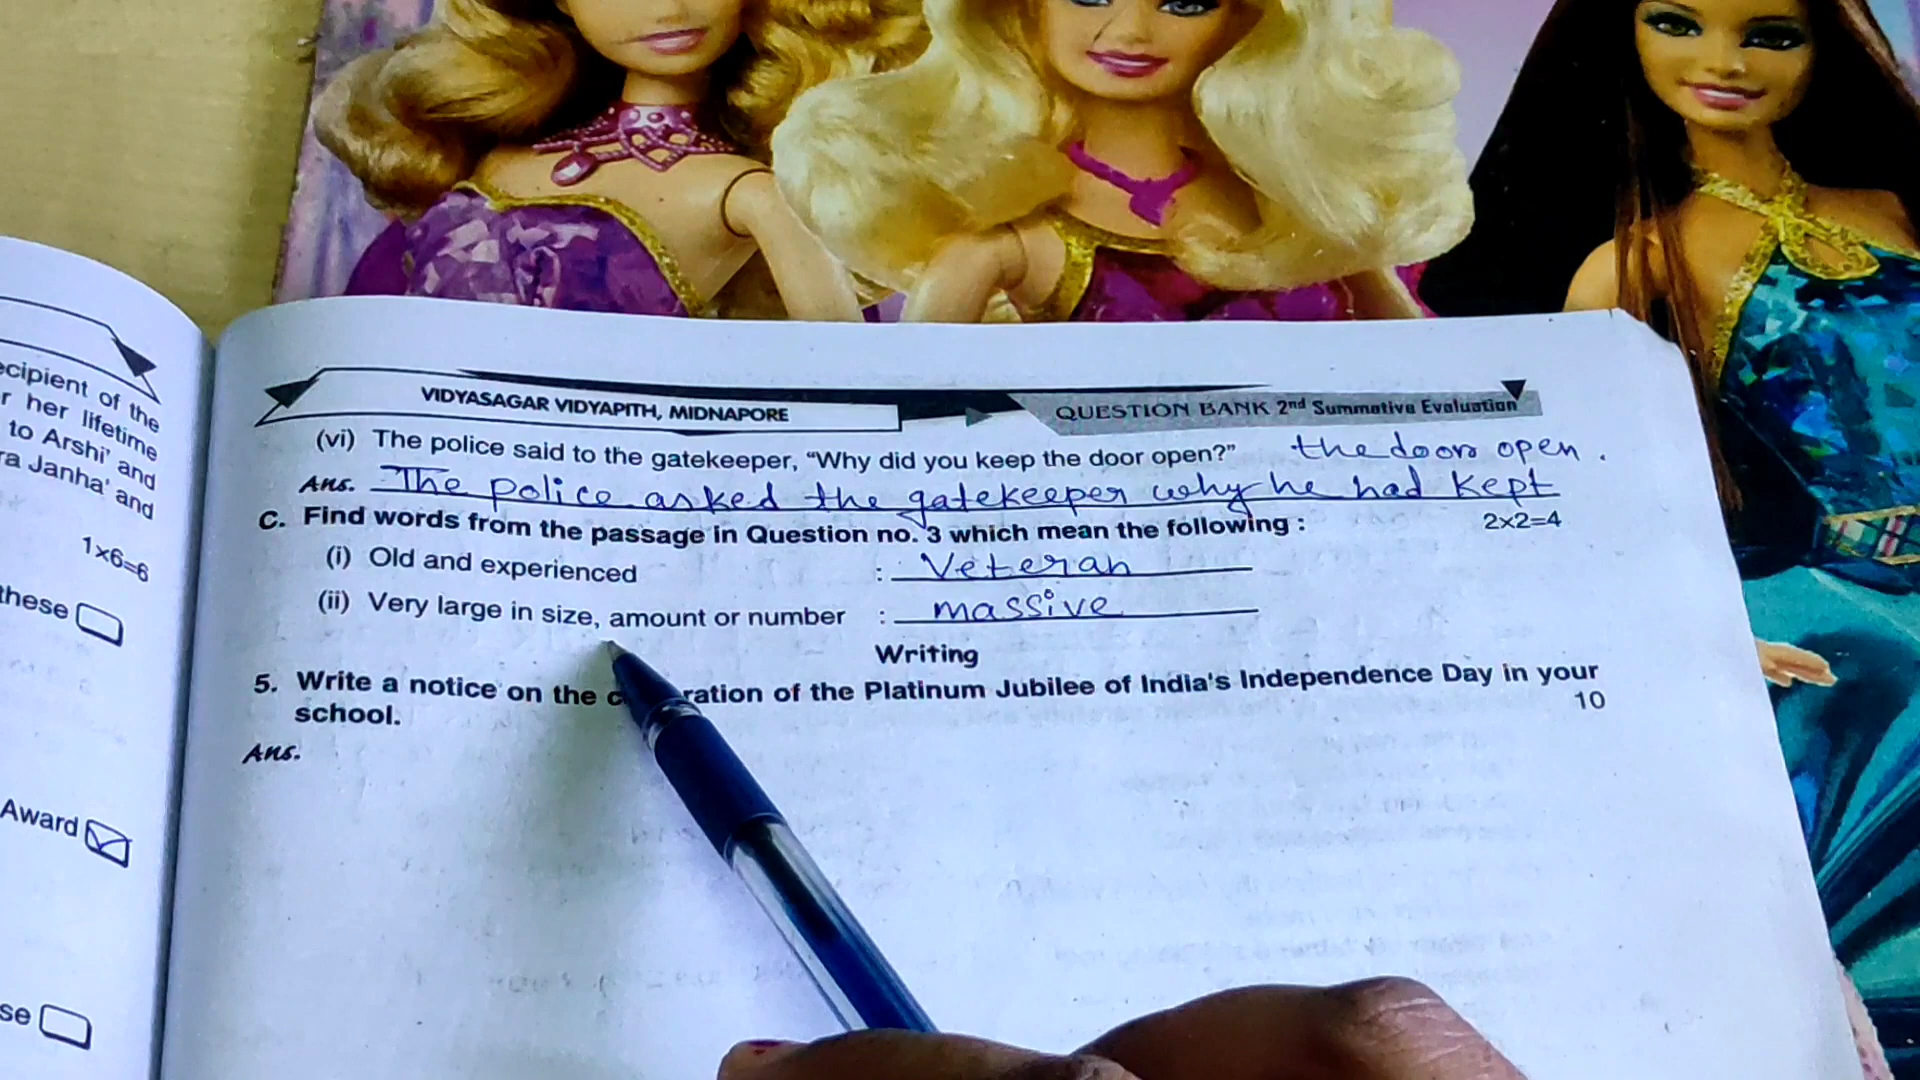 ecipient of the
r her lifetime
to Arshi' and
ra Janha' and
1×6=6
these
Award
se
VIDYASAGAR VIDYAPITH, MIDNAPORE
QUESTION BANK 2nd Summative Evaluation
(vi) The police said to the gatekeeper, "Why did you keep the door open?" the door open.
Ans. The police asked the gatekeeper why he had kept
C. Find words from the passage in Question no. 3 which mean the following : 2×2=4
(i) Old and experienced : Veteran
(ii) Very large in size, amount or number : massive
Writing
5. Write a notice on the c ration of the Platinum Jubilee of India's Independence Day in your
school. 10
Ans.